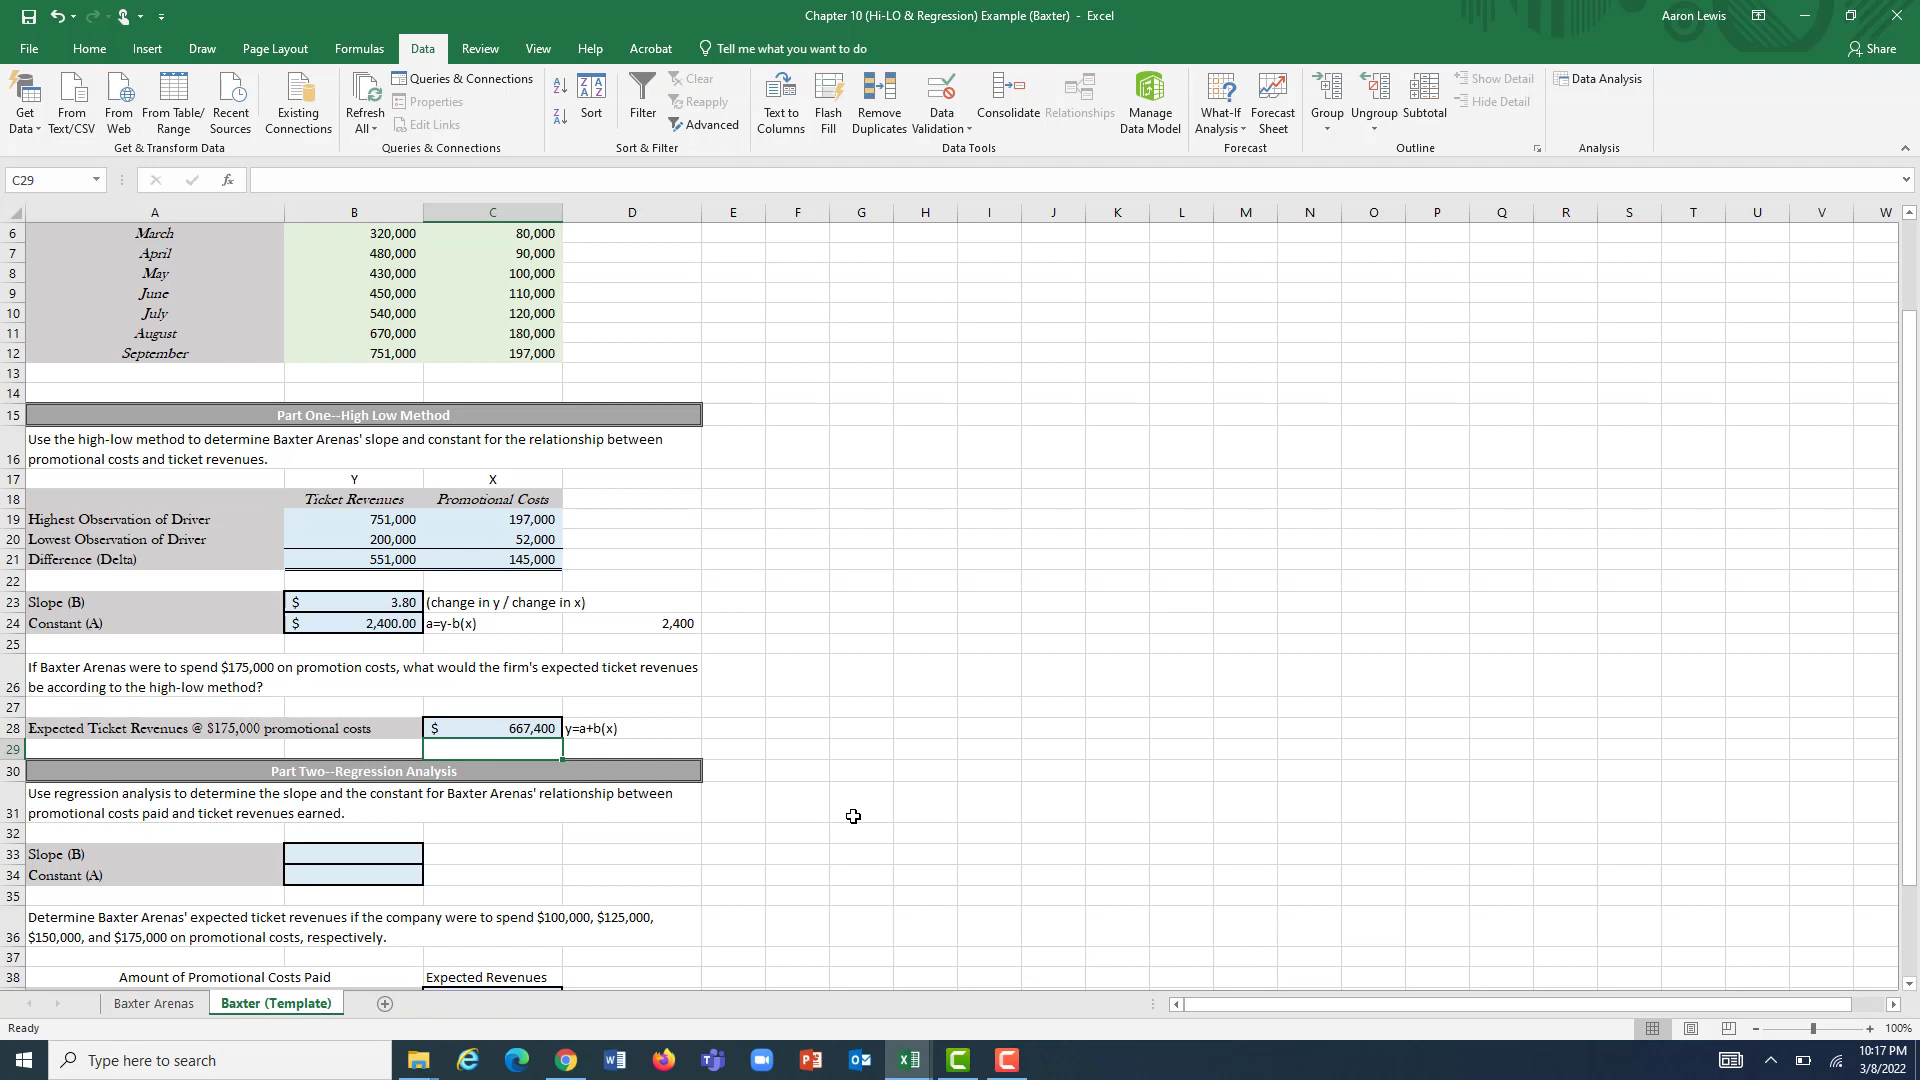 Chapter 10 (Hi-LO & Regression) Example (Baxter) - Excel
Aaron Lewis
File Home Insert Draw Page Layout Formulas Data Review View Help Acrobat Tell me what you want to do Share
Get Data
From Text/CSV
From Web
From Table/ Range
Recent Sources
Existing Connections
Get & Transform Data
Refresh All
Queries & Connections
Properties
Edit Links
Queries & Connections
Sort
Filter
Clear
Reapply
Advanced
Sort & Filter
Text to Columns
Flash Fill
Remove Duplicates
Data Validation
Consolidate
Relationships
Manage Data Model
Data Tools
What-If Analysis
Forecast Sheet
Forecast
Group
Ungroup
Subtotal
Show Detail
Hide Detail
Outline
Data Analysis
Analysis
C29 fx
A B C D E F G H I J K L M N O P Q R S T U V W
6 March 320,000 80,000
7 April 480,000 90,000
8 May 430,000 100,000
9 June 450,000 110,000
10 July 540,000 120,000
11 August 670,000 180,000
12 September 751,000 197,000
13
14
15 Part One--High Low Method
Use the high-low method to determine Baxter Arenas' slope and constant for the relationship between
16 promotional costs and ticket revenues.
17 Y X
18 Ticket Revenues Promotional Costs
19 Highest Observation of Driver 751,000 197,000
20 Lowest Observation of Driver 200,000 52,000
21 Difference (Delta) 551,000 145,000
22
23 Slope (B) $ 3.80 (change in y / change in x)
24 Constant (A) $ 2,400.00 a=y-b(x) 2,400
25
If Baxter Arenas were to spend $175,000 on promotion costs, what would the firm's expected ticket revenues
26 be according to the high-low method?
27
28 Expected Ticket Revenues @ $175,000 promotional costs $ 667,400 y=a+b(x)
29
30 Part Two--Regression Analysis
Use regression analysis to determine the slope and the constant for Baxter Arenas' relationship between
31 promotional costs paid and ticket revenues earned.
32
33 Slope (B)
34 Constant (A)
35
Determine Baxter Arenas' expected ticket revenues if the company were to spend $100,000, $125,000,
36 $150,000, and $175,000 on promotional costs, respectively.
37
38 Amount of Promotional Costs Paid Expected Revenues
Baxter Arenas Baxter (Template)
Ready
100%
Type here to search
10:17 PM
3/8/2022